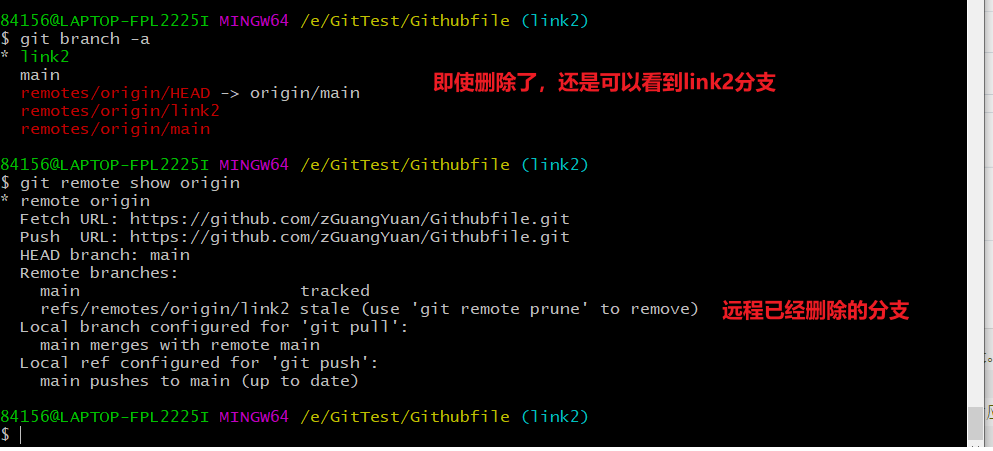 84156@LAPTOP-FPL2225I MINGW64 /e/GitTest/Githubfile (link2)
$ git branch -a
* link2
main
即使删除了，还是可以看到link2分支
remotes/origin/HEAD -> origin/main
remotes/origin/link2
remotes/origin/main
84156@LAPTOP-FPL2225I MINGW64 /e/GitTest/Githubfile (link2)
$ git remote show origin
* remote origin
Fetch URL: https://github.com/zGuangYuan/Githubfile.git
Push  URL: https://github.com/zGuangYuan/Githubfile.git
HEAD branch: main
Remote branches:
main                      tracked
refs/remotes/origin/link2 stale (use 'git remote prune' to remove)
远程已经删除的分支
Local branch configured for 'git pull':
main merges with remote main
Local ref configured for 'git push':
main pushes to main (up to date)
84156@LAPTOP-FPL2225I MINGW64 /e/GitTest/Githubfile (link2)
$